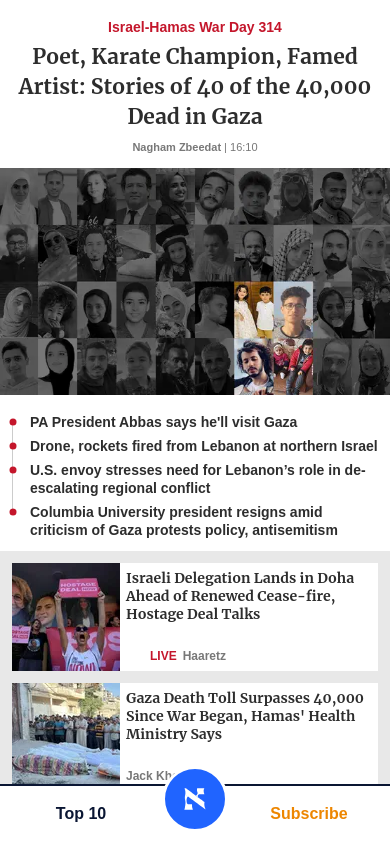 Israel-Hamas War Day 314
Poet, Karate Champion, Famed
Artist: Stories of 40 of the 40,000
Dead in Gaza
Nagham Zbeedat | 16:10
PA President Abbas says he'll visit Gaza
Drone, rockets fired from Lebanon at northern Israel
U.S. envoy stresses need for Lebanon’s role in de-
escalating regional conflict
Columbia University president resigns amid
criticism of Gaza protests policy, antisemitism
HOSTAGE
DEAL NOW
Israeli Delegation Lands in Doha
Ahead of Renewed Cease-fire,
Hostage Deal Talks
LIVE Haaretz
Gaza Death Toll Surpasses 40,000
Since War Began, Hamas' Health
Ministry Says
Jack
Top 10
Subscribe